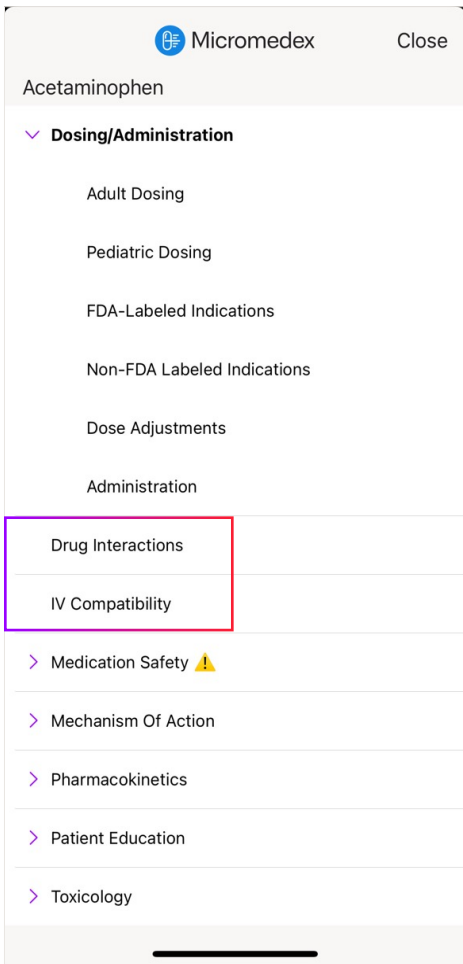 Micromedex
Close
Acetaminophen
Dosing/Administration
Adult Dosing
Pediatric Dosing
FDA-Labeled Indications
Non-FDA Labeled Indications
Dose Adjustments
Administration
Drug Interactions
IV Compatibility
Medication Safety ⚠️
Mechanism Of Action
Pharmacokinetics
Patient Education
Toxicology